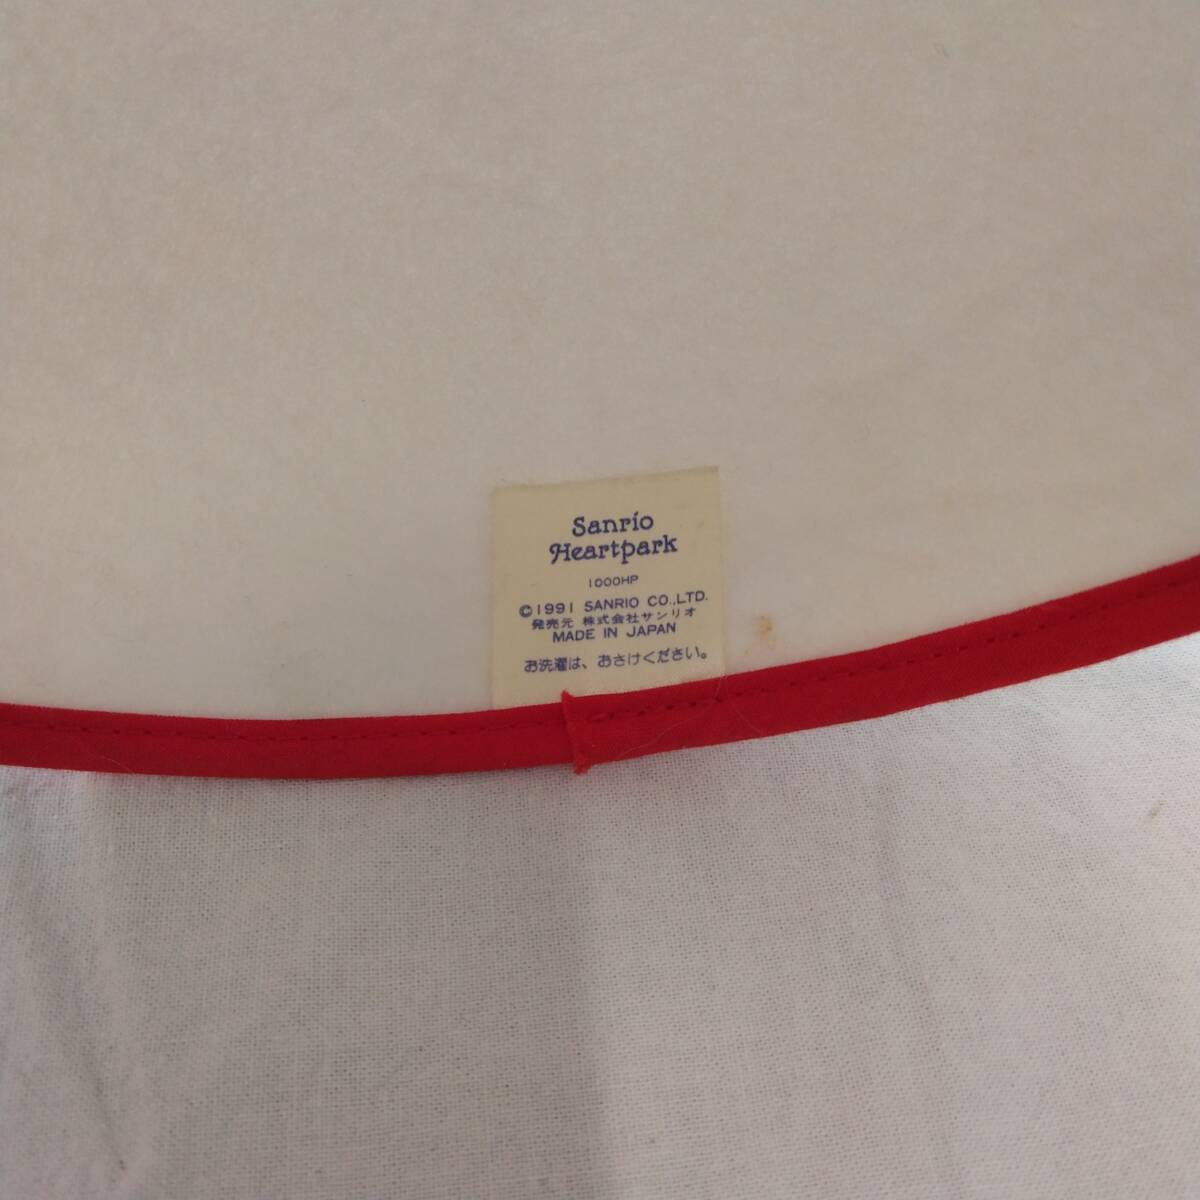 Sanrio
Heartpark
1000HP
©1991 SANRIO CO.,LTD.
発売元 株式会社サンリオ
MADE IN JAPAN
お洗濯は、おさけください。